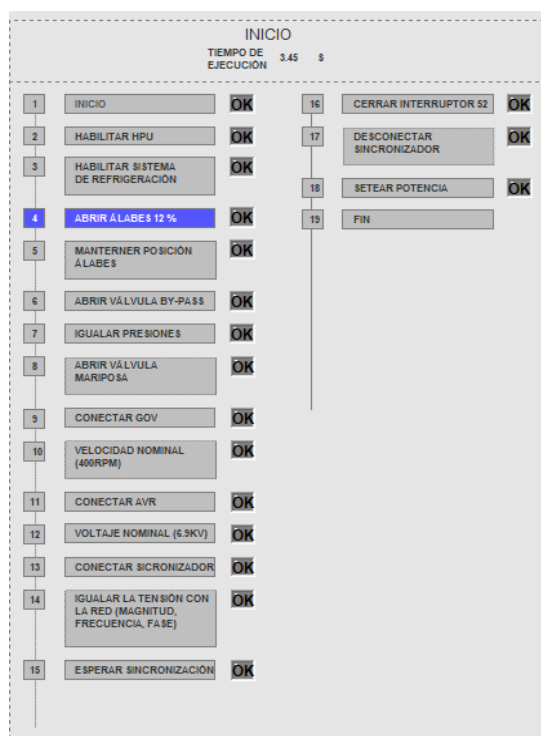 INICIO
TIEMPO DE
EJECUCIÓN 3.45 S
1 INICIO OK
2 HABILITAR HPU OK
3 HABILITAR SISTEMA OK
DE REFRIGERACIÓN
4 ABRIR ÁLABES 12 % OK
5 MANTERNER POSICIÓN OK
ÁLABES
6 ABRIR VÁLVULA BY-PASS OK
7 IGUALAR PRESIONES OK
8 ABRIR VÁLVULA OK
MARIPOSA
9 CONECTAR GOV OK
10 VELOCIDAD NOMINAL OK
(400RPM)
11 CONECTAR AVR OK
12 VOLTAJE NOMINAL (6.9KV) OK
13 CONECTAR SICRONIZADOR OK
14 IGUALAR LA TENSIÓN CON OK
LA RED (MAGNITUD,
FRECUENCIA, FASE)
15 ESPERAR SINCRONIZACIÓN OK
16 CERRAR INTERRUPTOR 52 OK
17 DESCONECTAR OK
SINCRONIZADOR
18 SETEAR POTENCIA OK
19 FIN